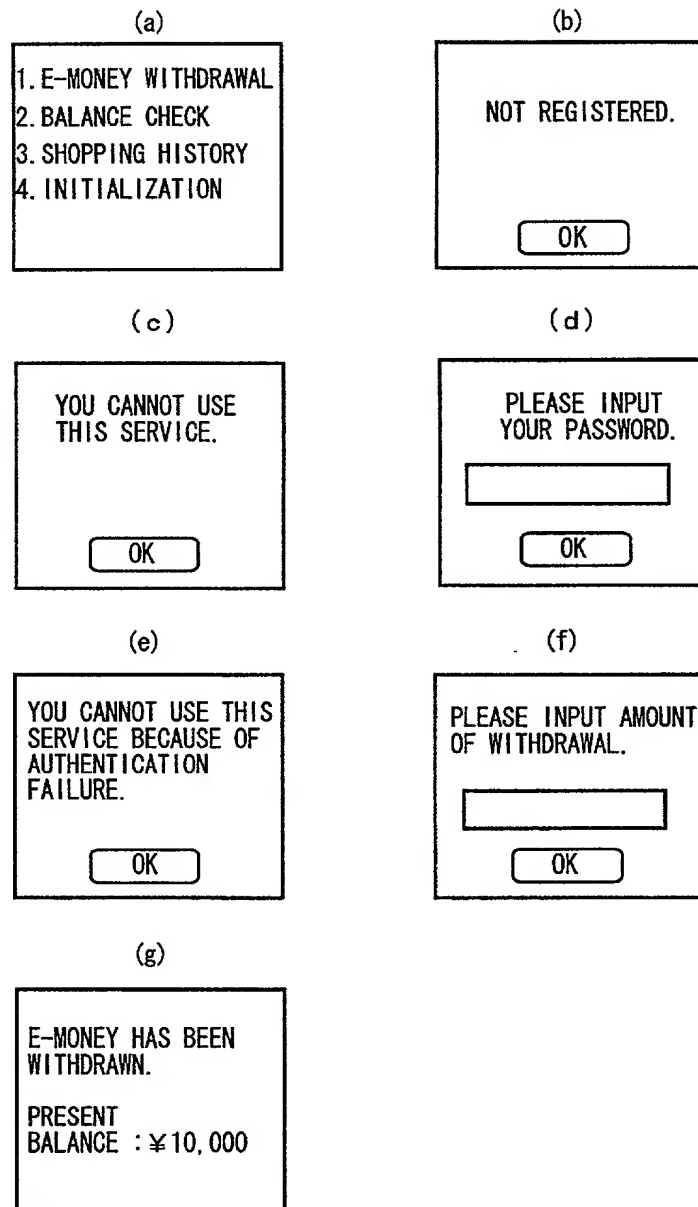 (a)
1. E-MONEY WITHDRAWAL
2. BALANCE CHECK
3. SHOPPING HISTORY
4. INITIALIZATION
(b)
NOT REGISTERED.
OK
(c)
YOU CANNOT USE
THIS SERVICE.
OK
(d)
PLEASE INPUT
YOUR PASSWORD.
OK
(e)
YOU CANNOT USE THIS
SERVICE BECAUSE OF
AUTHENTICATION
FAILURE.
OK
(f)
PLEASE INPUT AMOUNT
OF WITHDRAWAL.
OK
(g)
E-MONEY HAS BEEN
WITHDRAWN.
PRESENT
BALANCE :¥10,000